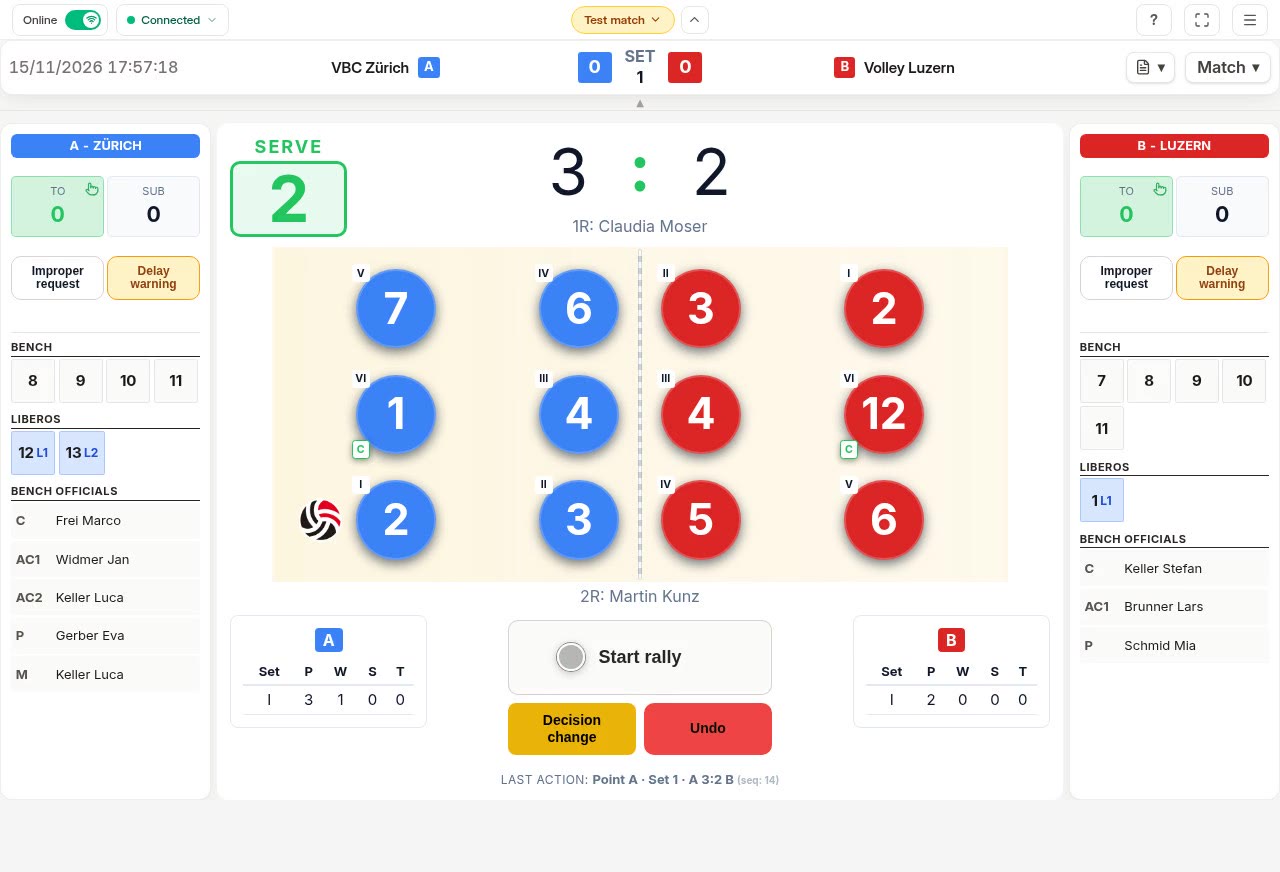 Online
Connected
Test match
?
15/11/2026 17:57:18
VBC Zürich A
0 SET 0
1
B Volley Luzern
Match ▾
A - ZÜRICH
TO
0
SUB
0
Improper
request
Delay
warning
BENCH
8 9 10 11
LIBEROS
12 L1 13 L2
BENCH OFFICIALS
C Frei Marco
AC1 Widmer Jan
AC2 Keller Luca
P Gerber Eva
M Keller Luca
SERVE
2
3 : 2
1R: Claudia Moser
V 7 IV 6 II 3 I 2
VI 1 C III 4 III 4 VI 12 C
I 2 II 3 IV 5 V 6
2R: Martin Kunz
A
Set P W S T
I 3 1 0 0
Start rally
Decision
change
Undo
LAST ACTION: Point A · Set 1 · A 3:2 B (seq: 14)
B
Set P W S T
I 2 0 0 0
B - LUZERN
TO
0
SUB
0
Improper
request
Delay
warning
BENCH
7 8 9 10
11
LIBEROS
1 L1
BENCH OFFICIALS
C Keller Stefan
AC1 Brunner Lars
P Schmid Mia